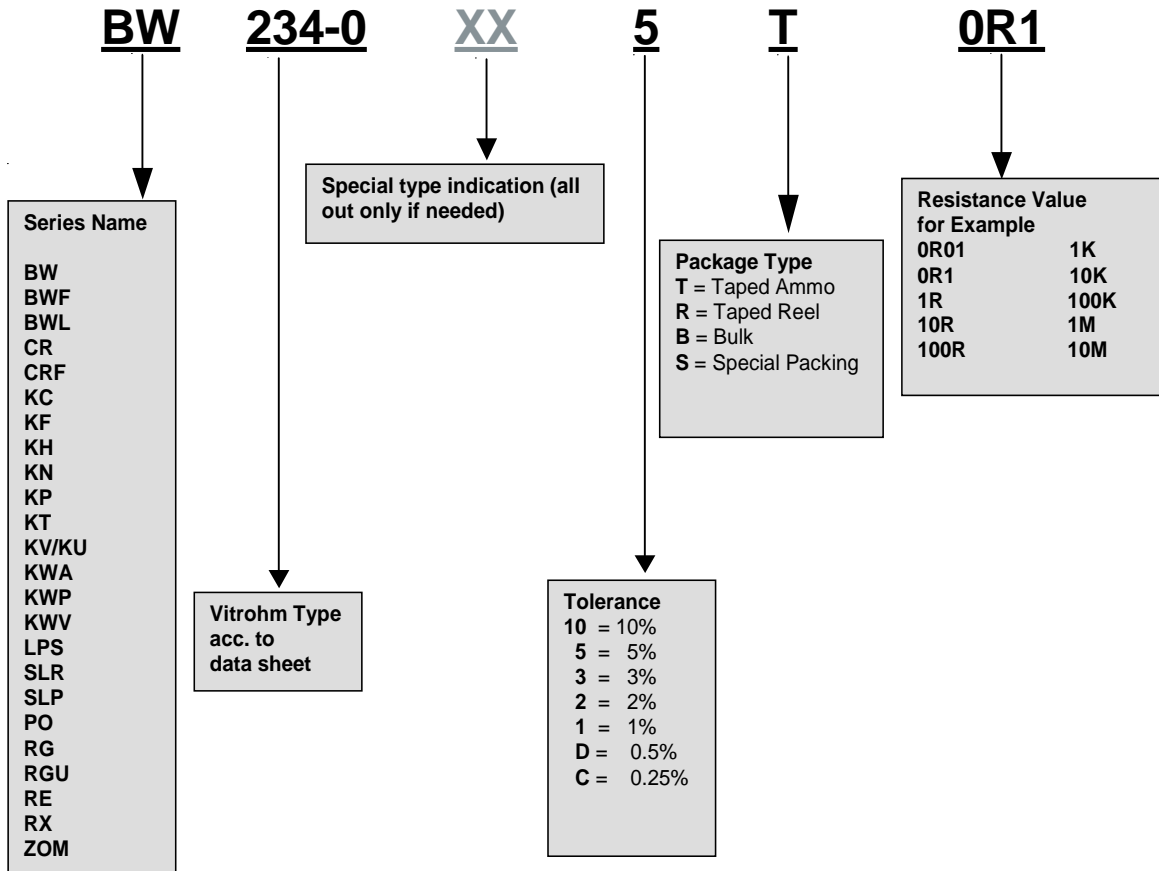 BW 234-0 XX 5 T 0R1
Series Name
BW
BWF
BWL
CR
CRF
KC
KF
KH
KN
KP
KT
KV/KU
KWA
KWP
KWV
LPS
SLR
SLP
PO
RG
RGU
RE
RX
ZOM
Vitrohm Type
acc. to
data sheet
Special type indication (all
out only if needed)
Tolerance
10 = 10%
5 = 5%
3 = 3%
2 = 2%
1 = 1%
D = 0.5%
C = 0.25%
Package Type
T = Taped Ammo
R = Taped Reel
B = Bulk
S = Special Packing
Resistance Value
for Example
0R01 1K
0R1 10K
1R 100K
10R 1M
100R 10M